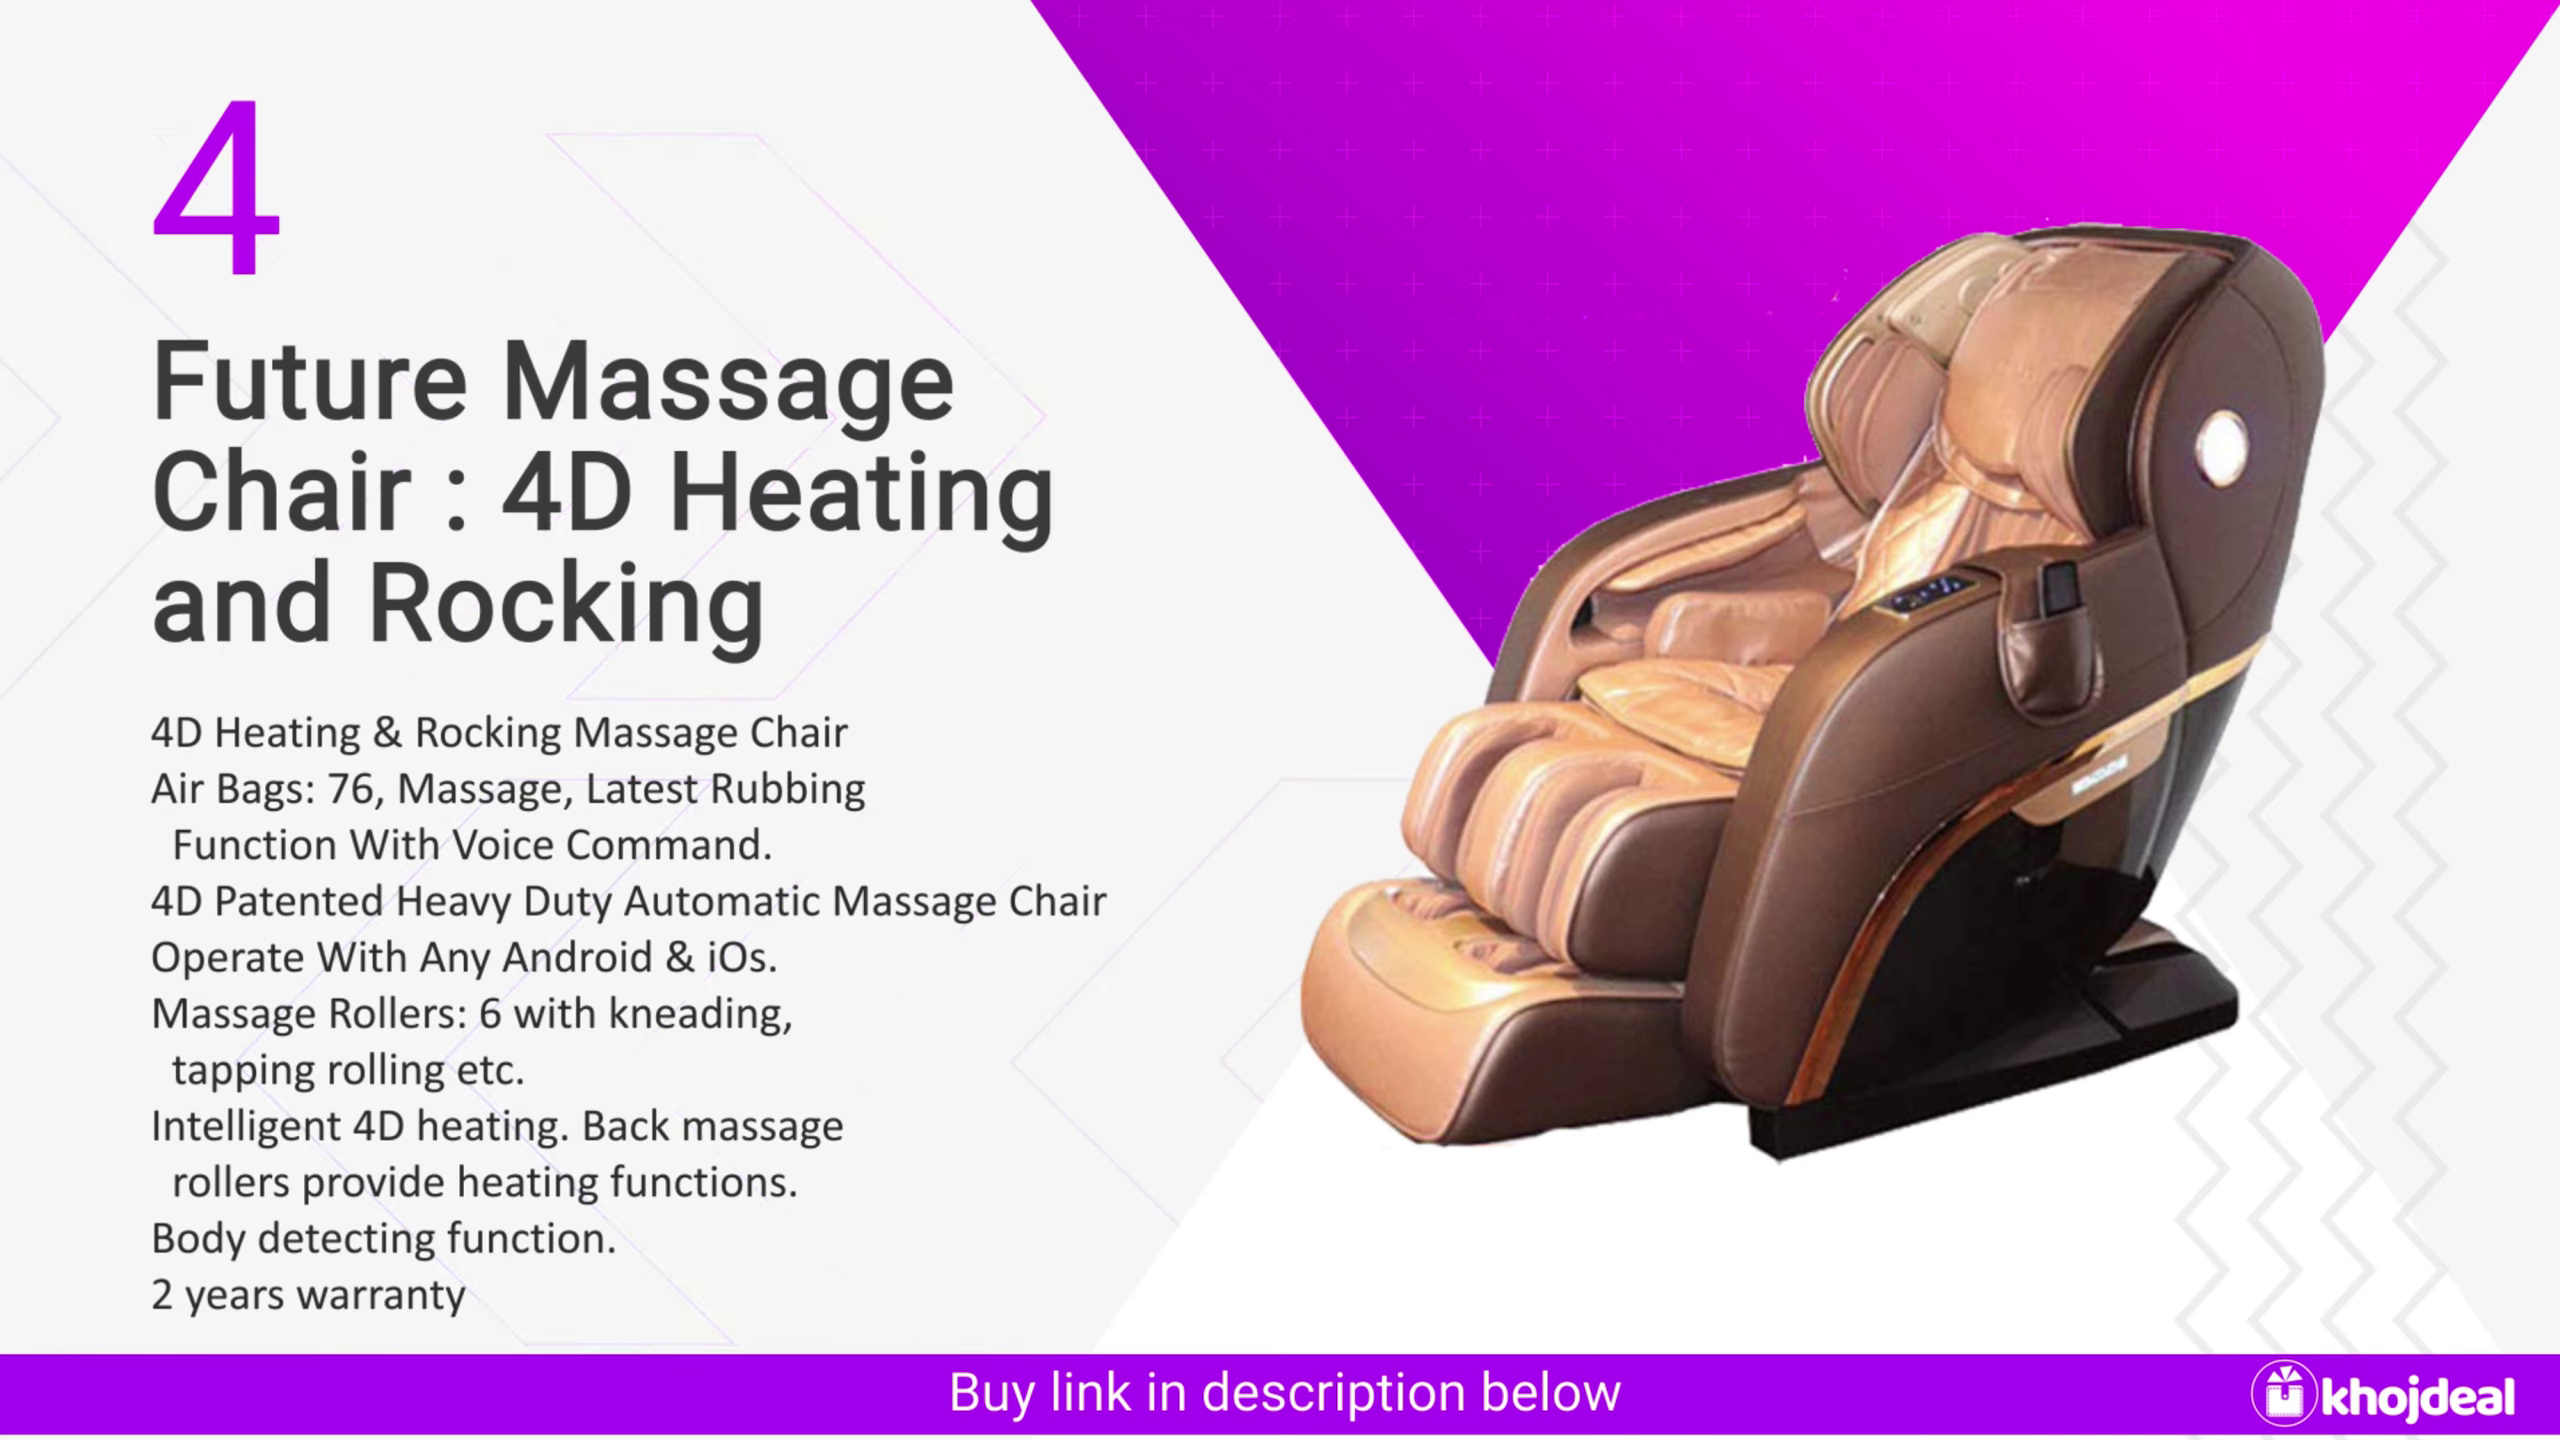 4
Future Massage
Chair : 4D Heating
and Rocking
4D Heating & Rocking Massage Chair
Air Bags: 76, Massage, Latest Rubbing
Function With Voice Command.
4D Patented Heavy Duty Automatic Massage Chair
Operate With Any Android & iOs.
Massage Rollers: 6 with kneading,
tapping rolling etc.
Intelligent 4D heating. Back massage
rollers provide heating functions.
Body detecting function.
2 years warranty
Buy link in description below
khojdeal